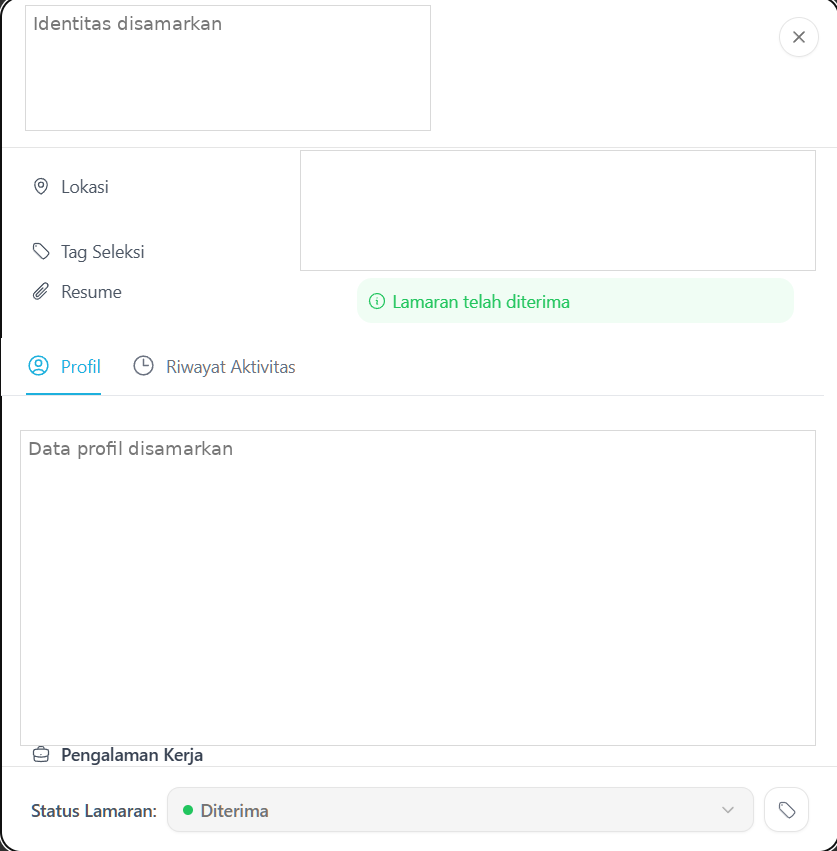 Identitas disamarkan
Lokasi
Tag Seleksi
Resume
Lamaran telah diterima
Profil
Riwayat Aktivitas
Data profil disamarkan
Pengalaman Kerja
Status Lamaran:
Diterima